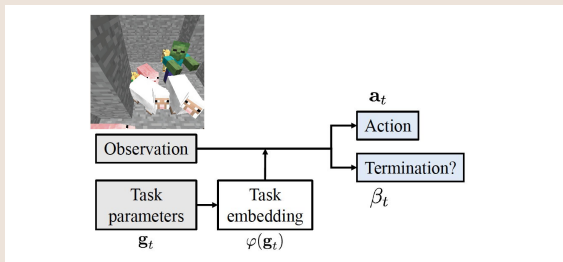 a_t
Observation
Action
Termination?
β_t
Task
parameters
Task
embedding
g_t
φ(g_t)